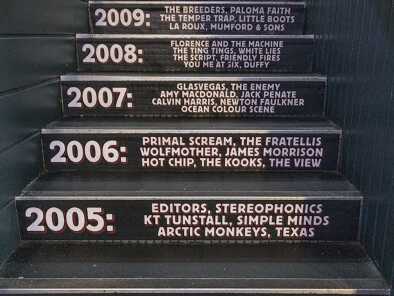 2009:
THE BREEDERS, PALOMA FAITH
THE TEMPER TRAP, LITTLE BOOTS
LA ROUX, MUMFORD & SONS
2008:
FLORENCE AND THE MACHINE
THE TING TINGS, WHITE LIES
THE SCRIPT, FRIENDLY FIRES
YOU ME AT SIX, DUFFY
2007:
GLASVEGAS, THE ENEMY
AMY MACDONALD, JACK PENATE
CALVIN HARRIS, NEWTON FAULKNER
OCEAN COLOUR SCENE
2006:
PRIMAL SCREAM, THE FRATELLIS
WOLFMOTHER, JAMES MORRISON
HOT CHIP, THE KOOKS, THE VIEW
2005:
EDITORS, STEREOPHONICS
KT TUNSTALL, SIMPLE MINDS
ARCTIC MONKEYS, TEXAS